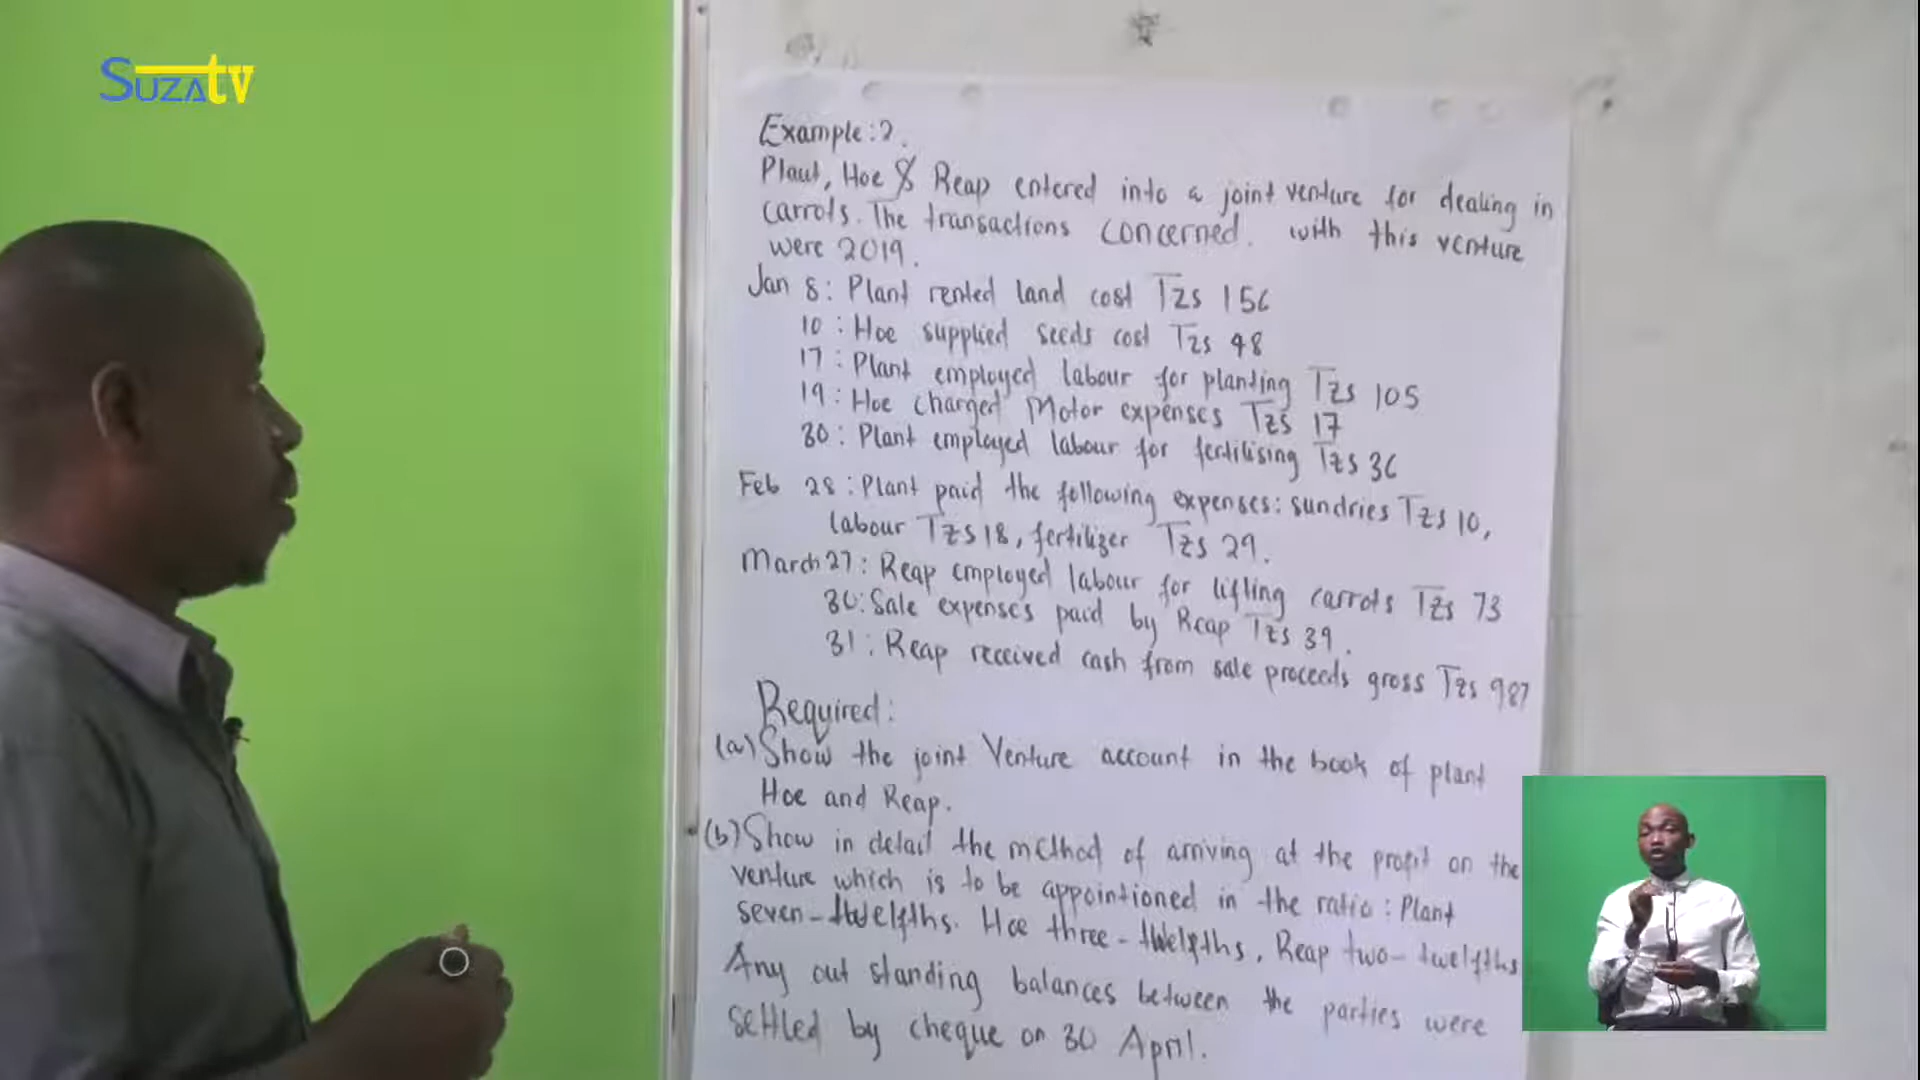 SUZAtv
Example: 2.
Plant, Hoe & Reap entered into a joint venture for dealing in
carrots. The transactions concerned. with this venture
were 2019.
Jan 8: Plant rented land cost Tzs 156
10: Hoe supplied seeds cost Tzs 48
17: Plant employed labour for planting Tzs 105
19: Hoe charged Motor expenses Tzs 17
30: Plant employed labour for fertilising Tzs 36
Feb 28: Plant paid the following expenses: sundries Tzs 10,
labour Tzs 18, fertilizer Tzs 29.
March 27: Reap employed labour for lifting carrots Tzs 73
30: Sale expenses paid by Reap Tzs 39.
31: Reap received cash from sale proceeds gross Tzs 987
Required:
(a) Show the joint Venture account in the book of plant
Hoe and Reap.
(b) Show in detail the method of arriving at the profit on the
venture which is to be appointioned in the ratio: Plant
seven-twelfths. Hoe three-twelfths, Reap two-twelfths
Any out standing balances between the parties were
settled by cheque on 30 April.